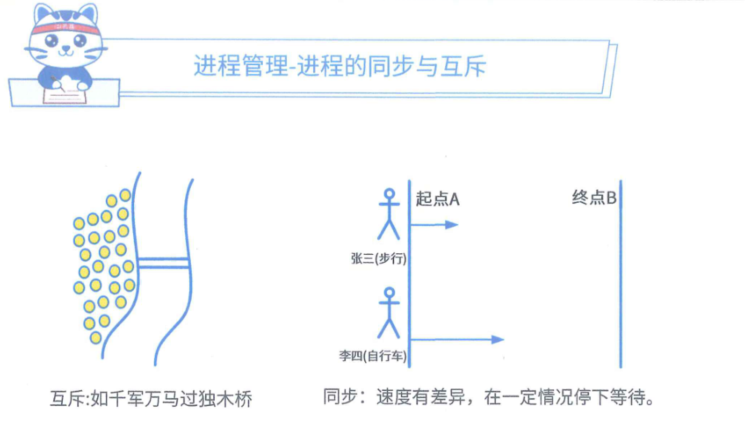 进程管理-进程的同步与互斥
起点A
终点B
张三(步行)
李四(自行车)
互斥:如千军万马过独木桥
同步：速度有差异，在一定情况停下等待。